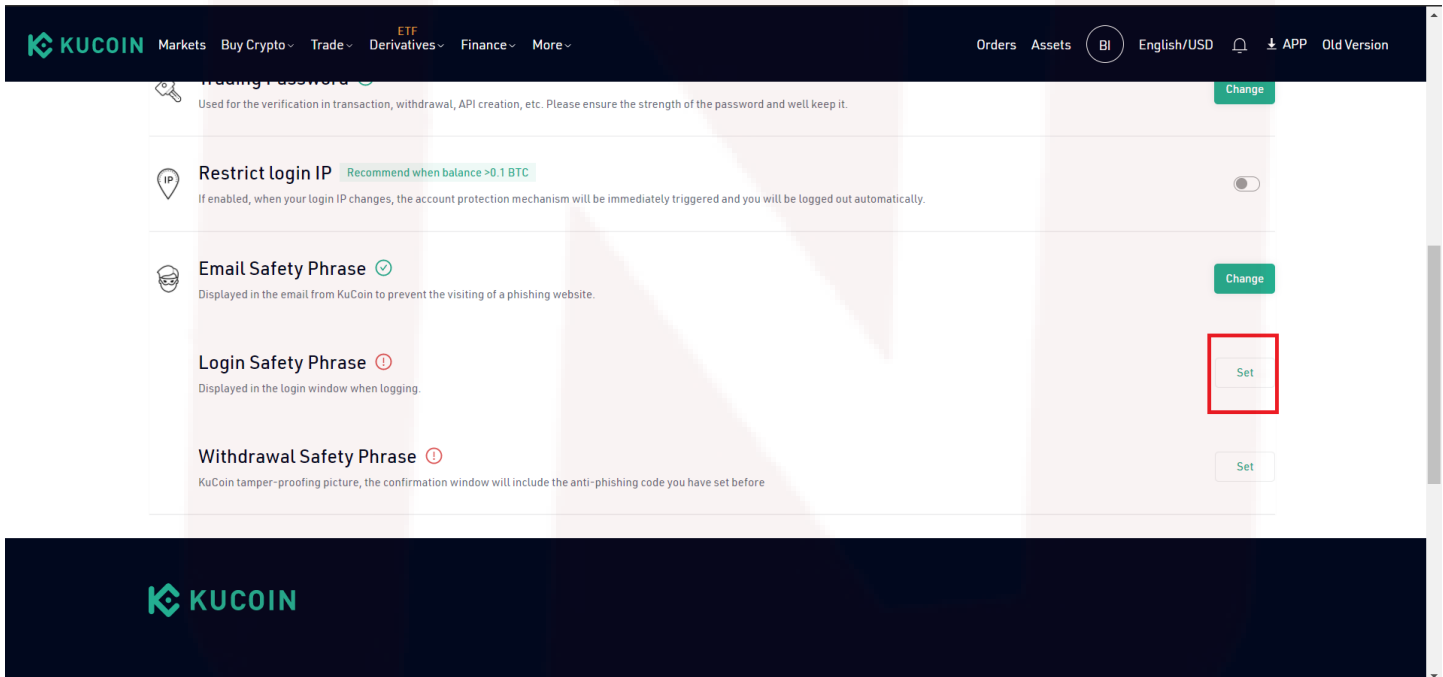 KUCOIN Markets Buy Crypto Trade ETF Derivatives Finance More Orders Assets BI English/USD APP Old Version
Trading Password
Used for the verification in transaction, withdrawal, API creation, etc. Please ensure the strength of the password and well keep it.
Change
IP
Restrict login IP Recommend when balance >0.1 BTC
If enabled, when your login IP changes, the account protection mechanism will be immediately triggered and you will be logged out automatically.
Email Safety Phrase
Displayed in the email from KuCoin to prevent the visiting of a phishing website.
Change
Login Safety Phrase
Displayed in the login window when logging.
Set
Withdrawal Safety Phrase
KuCoin tamper-proofing picture, the confirmation window will include the anti-phishing code you have set before
Set
KUCOIN